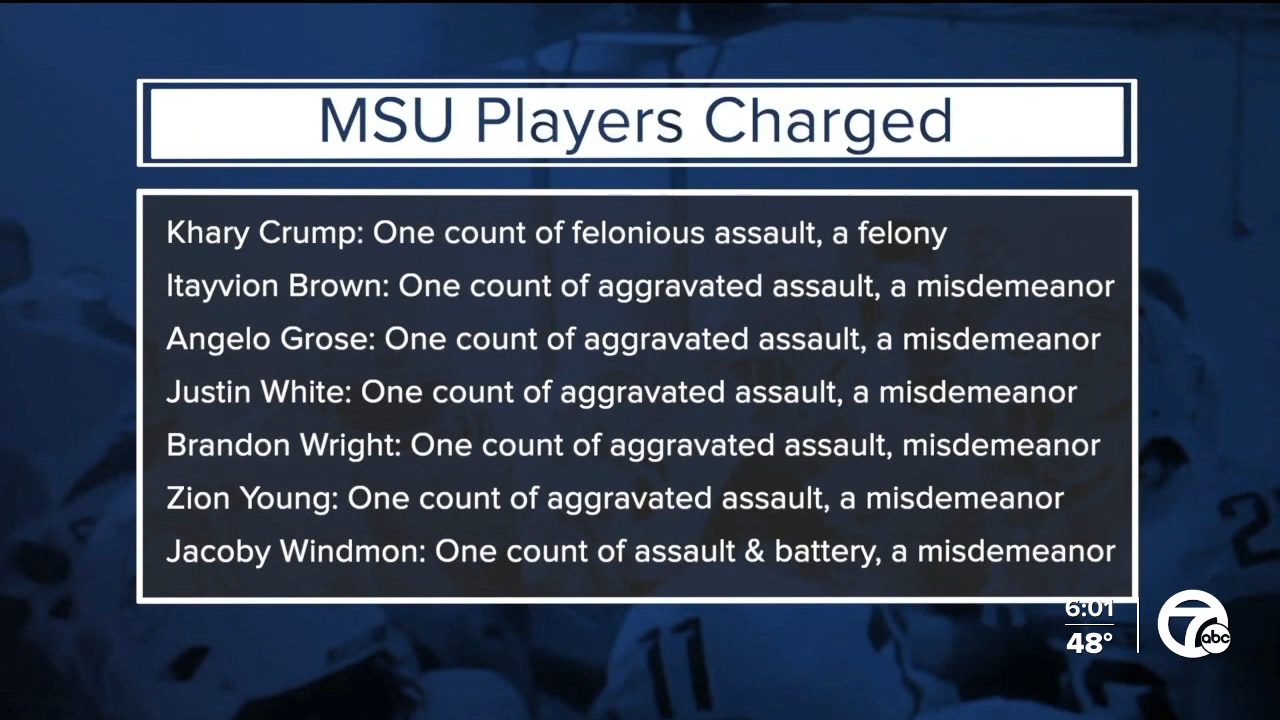 MSU Players Charged
Khary Crump: One count of felonious assault, a felony
Itayvion Brown: One count of aggravated assault, a misdemeanor
Angelo Grose: One count of aggravated assault, a misdemeanor
Justin White: One count of aggravated assault, a misdemeanor
Brandon Wright: One count of aggravated assault, misdemeanor
Zion Young: One count of aggravated assault, a misdemeanor
Jacoby Windmon: One count of assault & battery, a misdemeanor
6:01
48°
7 abc
11
2